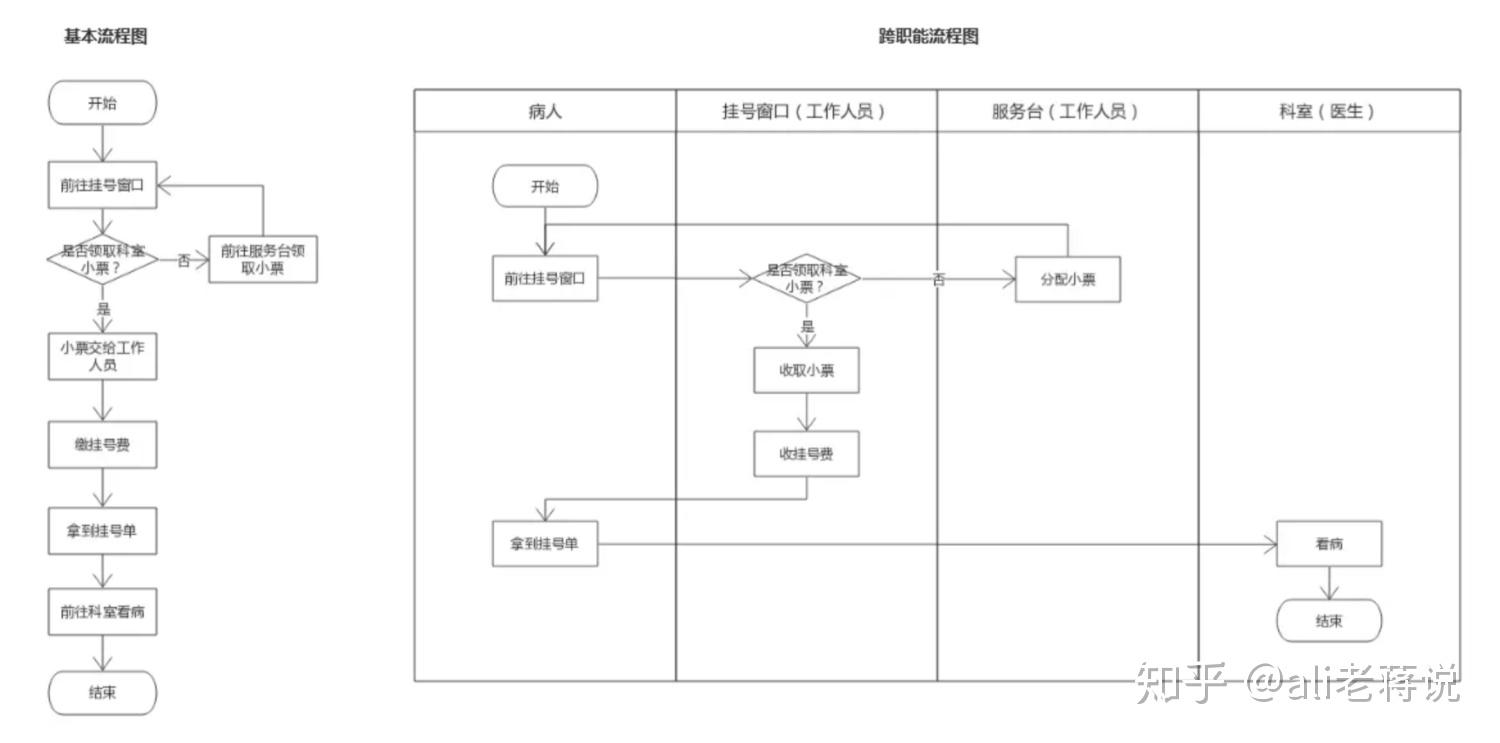 基本流程图
开始
前往挂号窗口
是否领取科室
小票？
否
前往服务台领
取小票
是
小票交给工作
人员
缴挂号费
拿到挂号单
前往科室看病
结束
跨职能流程图
病人
挂号窗口（工作人员）
服务台（工作人员）
科室（医生）
开始
前往挂号窗口
是否领取科室
小票？
否
分配小票
是
收取小票
收挂号费
拿到挂号单
看病
结束
知乎 @ali老蒋说